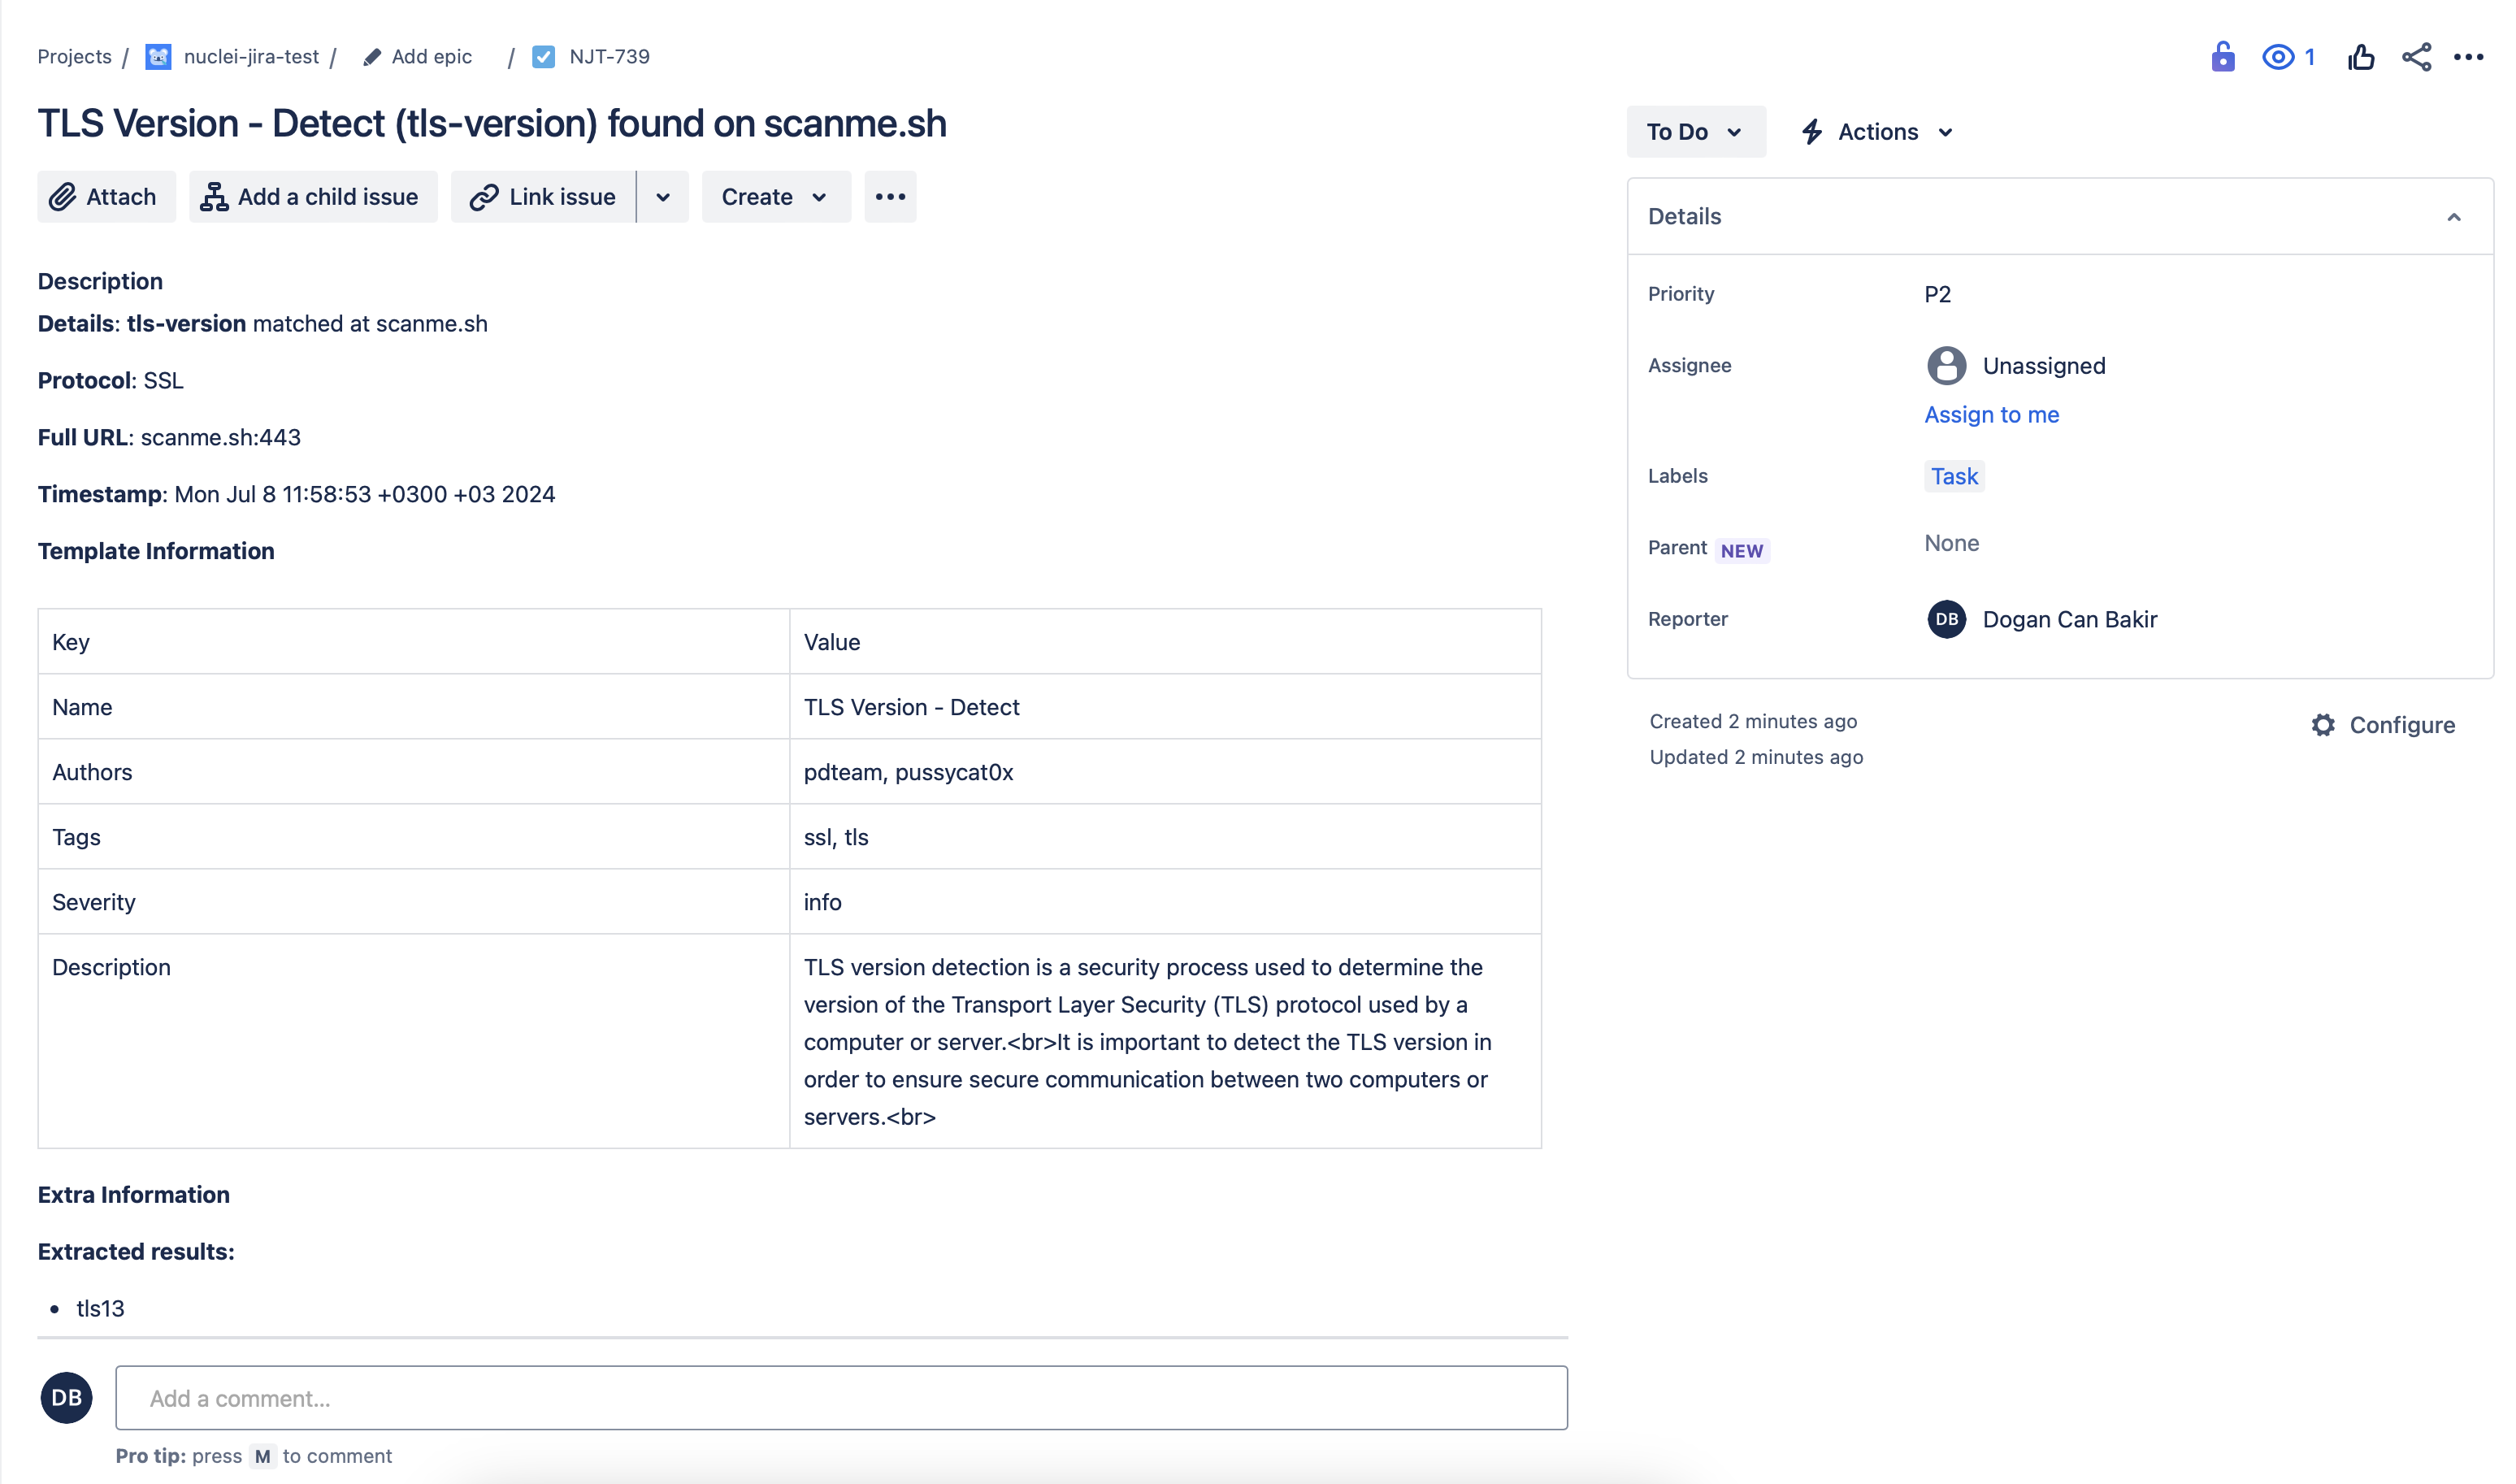 Projects / nuclei-jira-test / Add epic / NJT-739
1
TLS Version - Detect (tls-version) found on scanme.sh
To Do
Actions
Attach
Add a child issue
Link issue
Create
Details
Description
Details: tls-version matched at scanme.sh
Protocol: SSL
Full URL: scanme.sh:443
Timestamp: Mon Jul 8 11:58:53 +0300 +03 2024
Template Information
Key Value
Name TLS Version - Detect
Authors pdteam, pussycat0x
Tags ssl, tls
Severity info
Description TLS version detection is a security process used to determine the
version of the Transport Layer Security (TLS) protocol used by a
computer or server.<br>It is important to detect the TLS version in
order to ensure secure communication between two computers or
servers.<br>
Extra Information
Extracted results:
• tls13
DB
Add a comment...
Pro tip: press M to comment
Priority P2
Assignee Unassigned
Assign to me
Labels Task
Parent NEW None
Reporter DB Dogan Can Bakir
Created 2 minutes ago
Updated 2 minutes ago
Configure